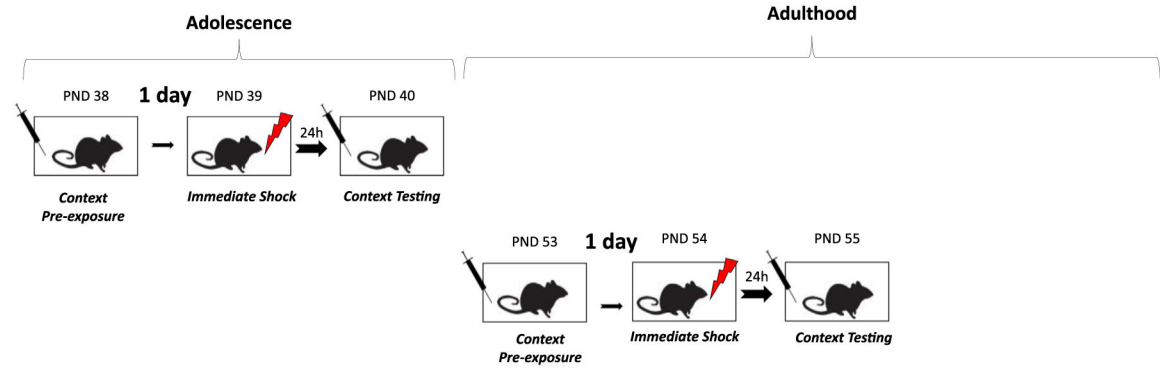 Adolescence
Adulthood
PND 38 1 day PND 39 PND 40
24h
Context
Pre-exposure
Immediate Shock
Context Testing
PND 53 1 day PND 54 PND 55
24h
Context
Pre-exposure
Immediate Shock
Context Testing